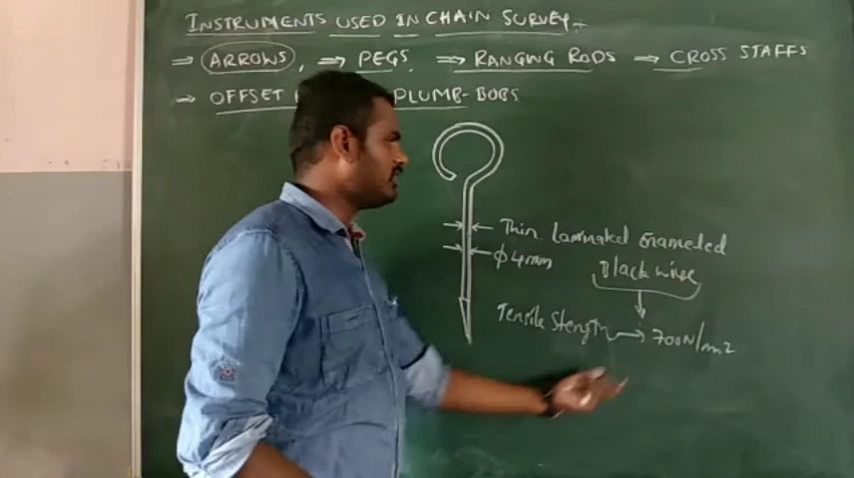 INSTRUMENTS USED IN CHAIN SURVEY:-
⇒ ARROWS, ⇒ PEGS, ⇒ RANGING RODS ⇒ CROSS STAFFS
⇒ OFFSET PLUMB-BOBS
Thin laminated Enameled
Black wire
ϕ4mm
Tensile Stength → 700N/mm2